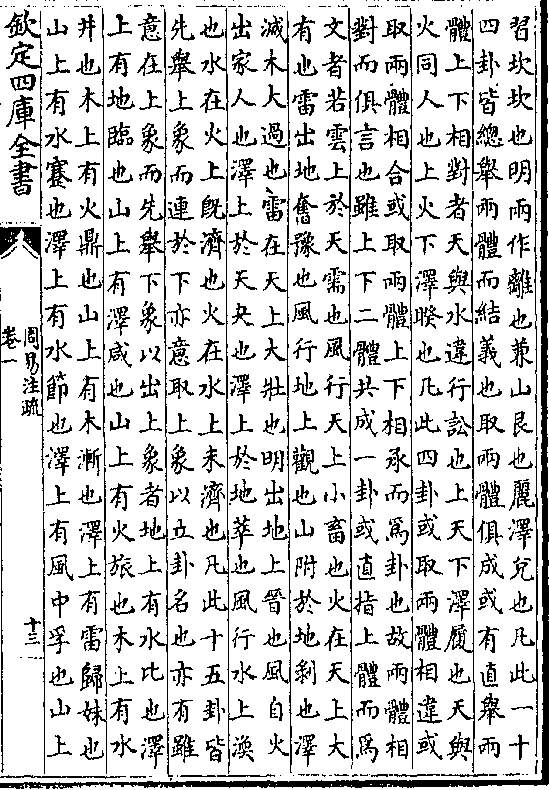 習坎坎也明兩作離也兼山艮也麗澤兌也凡此一十
四卦皆總舉兩體而結義也取兩體俱成或有直舉兩
體上下相對者天與水違行訟也上天下澤履也天與
火同人也上火下澤睽也凡此四卦或取兩體相違或
取兩體相合或取兩體上下相承而為卦也故兩體相
對而俱言也雖上下二體共成一卦或直指上體而為
文者若雲上於天需也風行天上小畜也火在天上大
有也雷出地奮豫也風行地上觀也山附於地剝也澤
滅木大過也雷在天上大壯也明出地上晉也風自火
出家人也澤上於天夬也澤上於地萃也風行水上渙
也水在火上既濟也火在水上未濟也凡此十五卦皆
先舉上象而連於下亦意取上象以立卦名也亦有雖
意在上象而先舉下象以出上象者地上有水比也澤
上有地臨也山上有澤咸也山上有火旅也木上有水
井也木上有火鼎也山上有木漸也澤上有雷歸妹也
山上有水蹇也澤上有水節也澤上有風中孚也山上
欽定四庫全書
周易注疏
卷一
十三